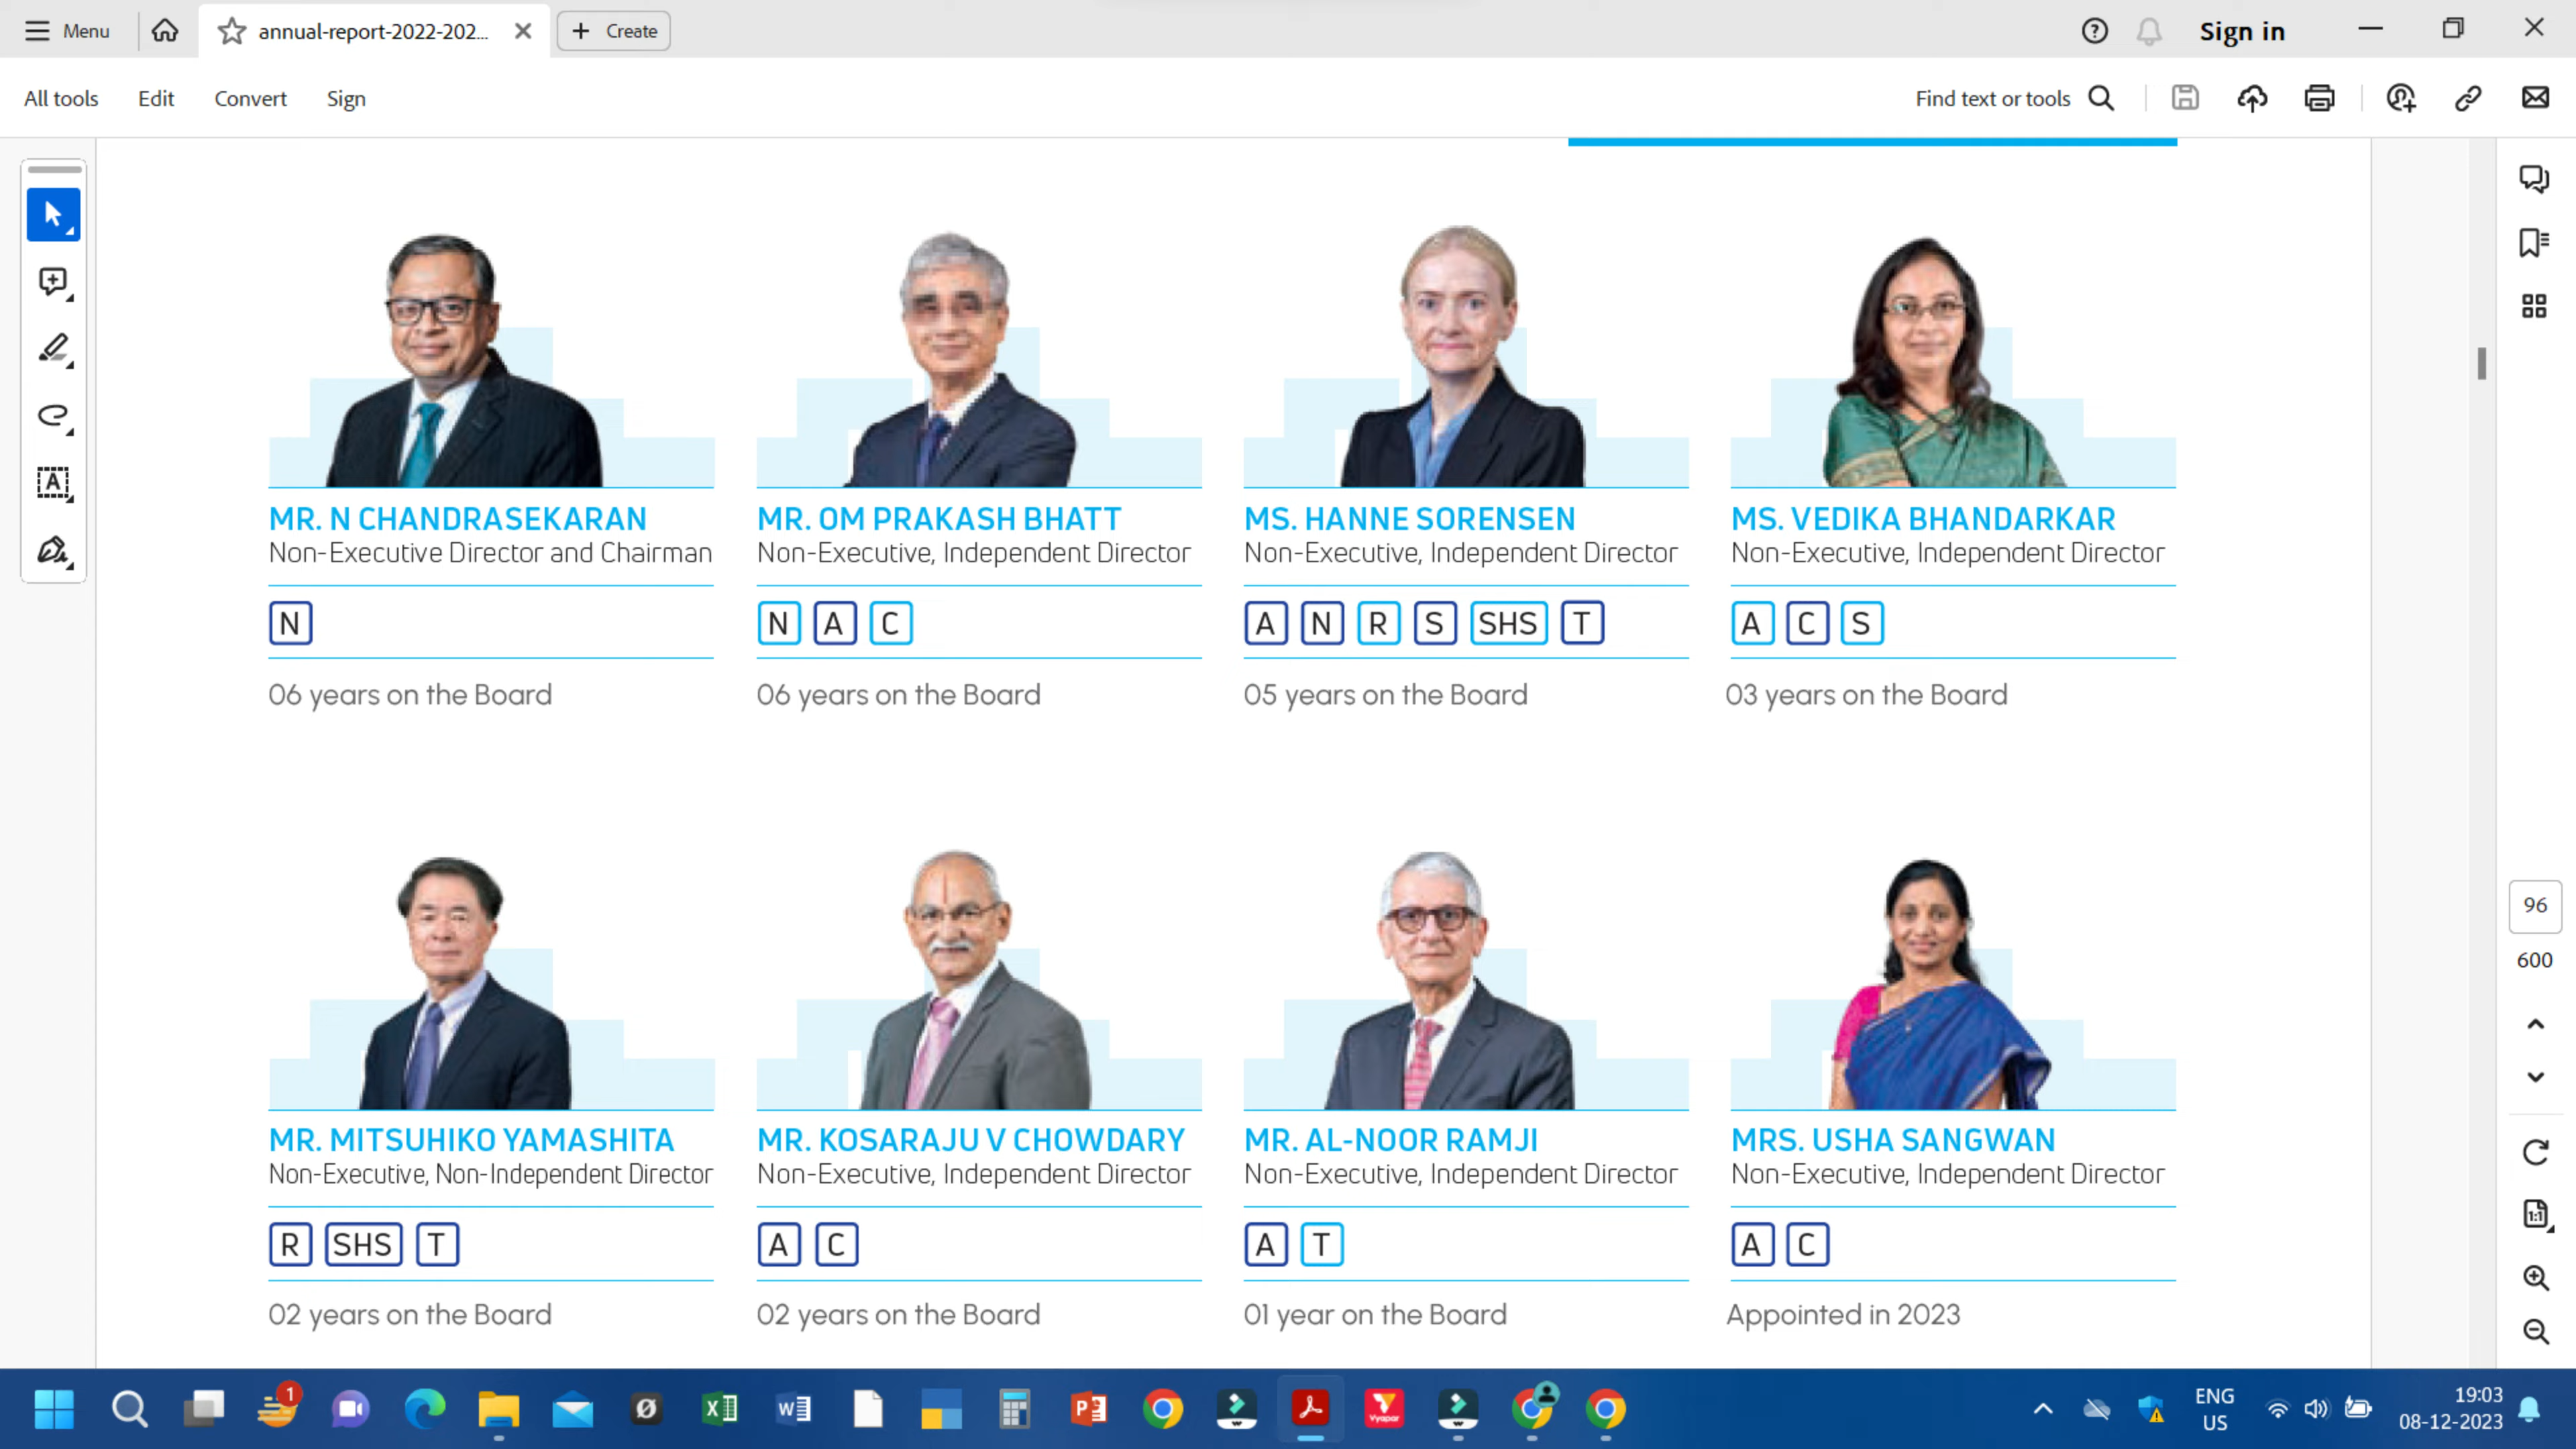 Menu
annual-report-2022-202...
Create
Sign in
All tools
Edit
Convert
Sign
Find text or tools
MR. N CHANDRASEKARAN
Non-Executive Director and Chairman
N
06 years on the Board
MR. OM PRAKASH BHATT
Non-Executive, Independent Director
N A C
06 years on the Board
MS. HANNE SORENSEN
Non-Executive, Independent Director
A N R S SHS T
05 years on the Board
MS. VEDIKA BHANDARKAR
Non-Executive, Independent Director
A C S
03 years on the Board
MR. MITSUHIKO YAMASHITA
Non-Executive, Non-Independent Director
R SHS T
02 years on the Board
MR. KOSARAJU V CHOWDARY
Non-Executive, Independent Director
A C
02 years on the Board
MR. AL-NOOR RAMJI
Non-Executive, Independent Director
A T
01 year on the Board
MRS. USHA SANGWAN
Non-Executive, Independent Director
A C
Appointed in 2023
96
600
1:1
1
Vyapar
ENG
US
19:03
08-12-2023